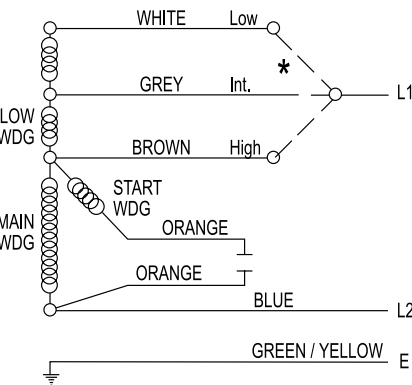 WHITE Low
*
GREY Int.
L1
LOW
WDG
BROWN High
START
WDG
MAIN
WDG
ORANGE
ORANGE
BLUE
L2
GREEN / YELLOW
E